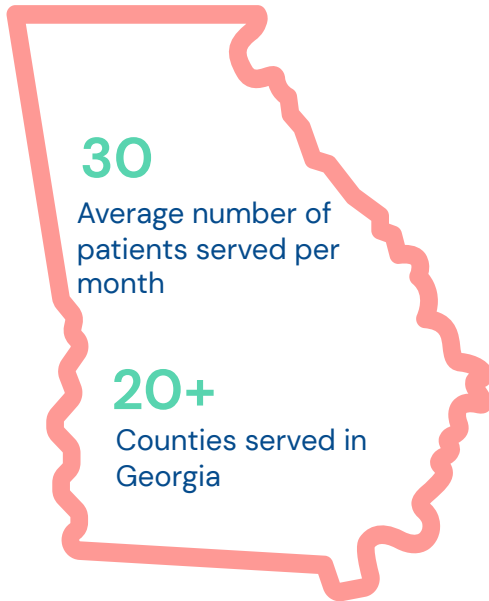 30
Average number of
patients served per
month
20+
Counties served in
Georgia